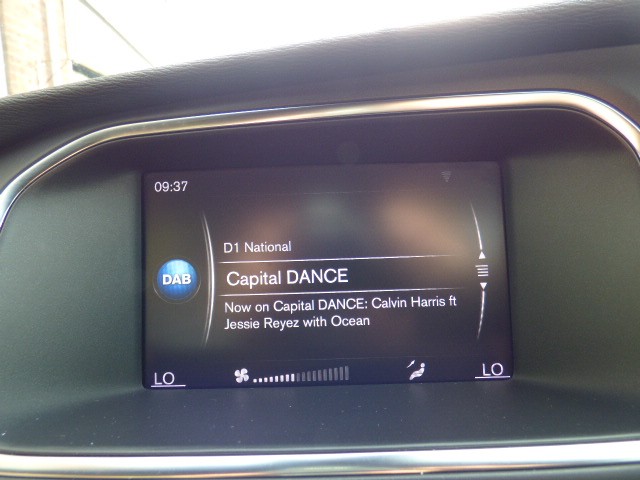 09:37
D1 National
DAB
Capital DANCE
Now on Capital DANCE: Calvin Harris ft
Jessie Reyez with Ocean
LO
LO